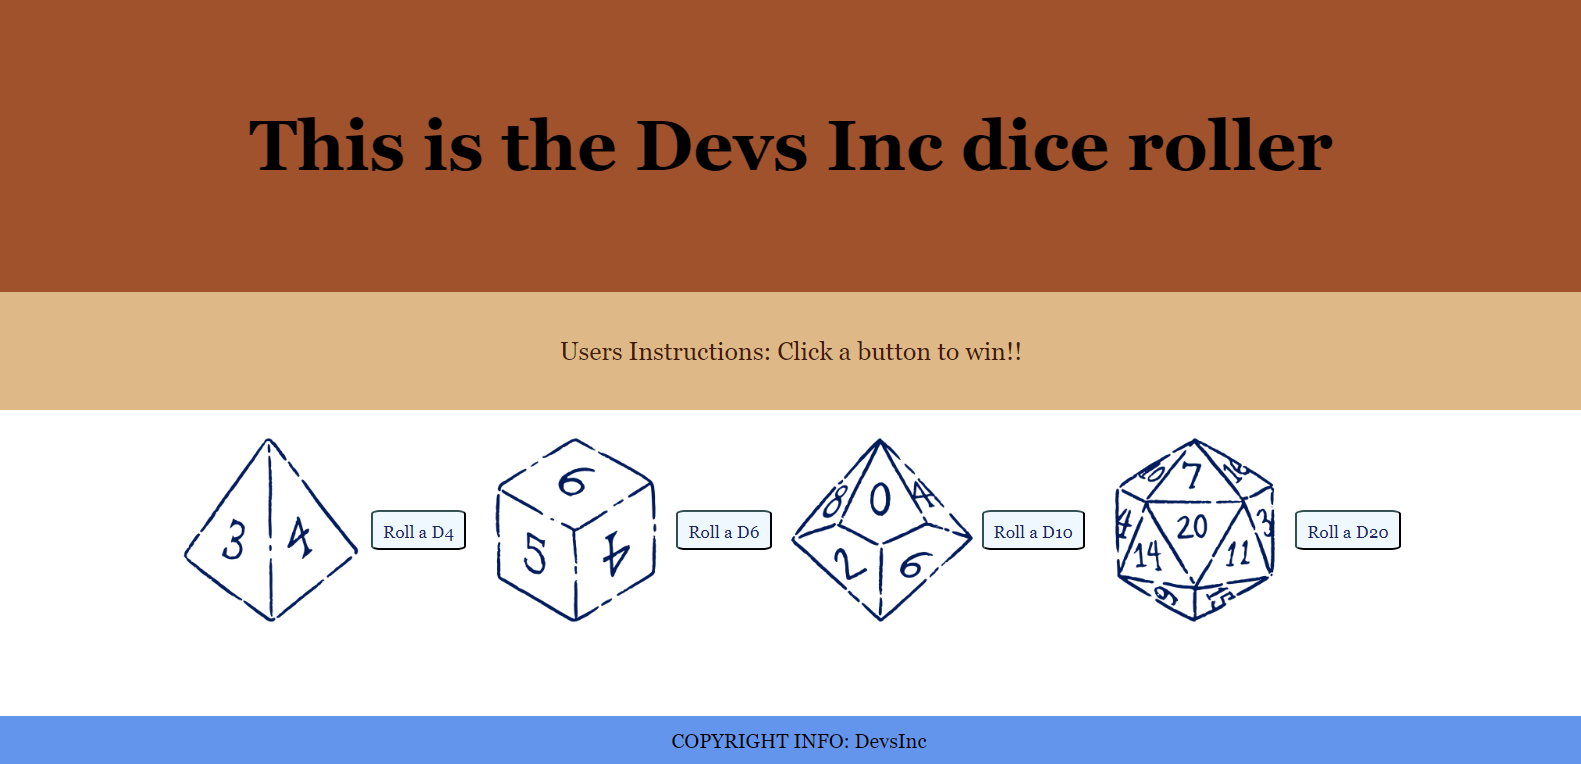 This is the Devs Inc dice roller
Users Instructions: Click a button to win!!
3 4
Roll a D4
6
5 4
Roll a D6
8 0 4
2 6
Roll a D10
10 7
4 20 3
14 11
9 15
Roll a D20
COPYRIGHT INFO: DevsInc